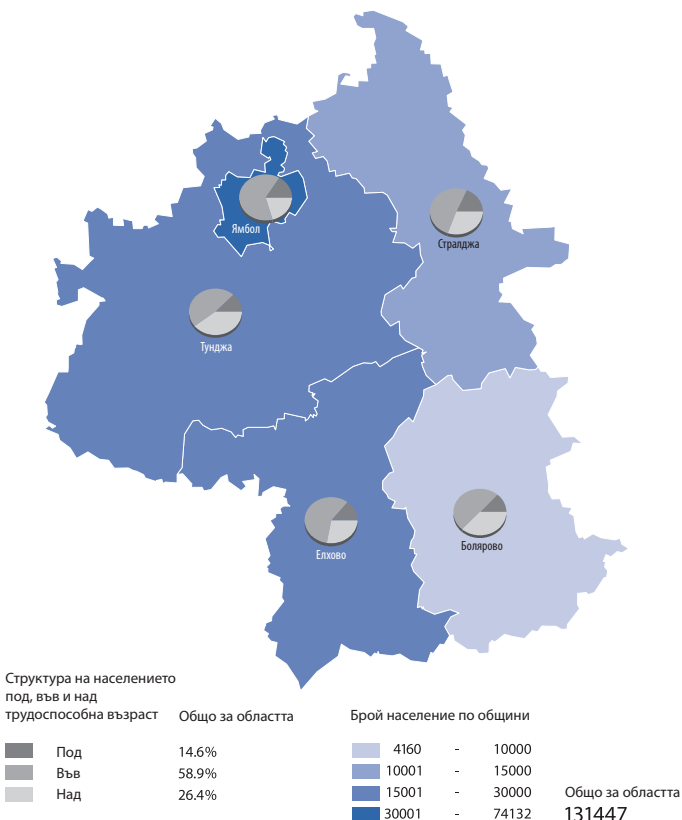 Ямбол
Стралджа
Тунджа
Болярово
Елхово
Структура на населението
под, във и над
трудоспособна възраст
Общо за областта
Под 14.6%
Във 58.9%
Над 26.4%
Брой население по общини
4160 - 10000
10001 - 15000
15001 - 30000
30001 - 74132
Общо за областта
131447